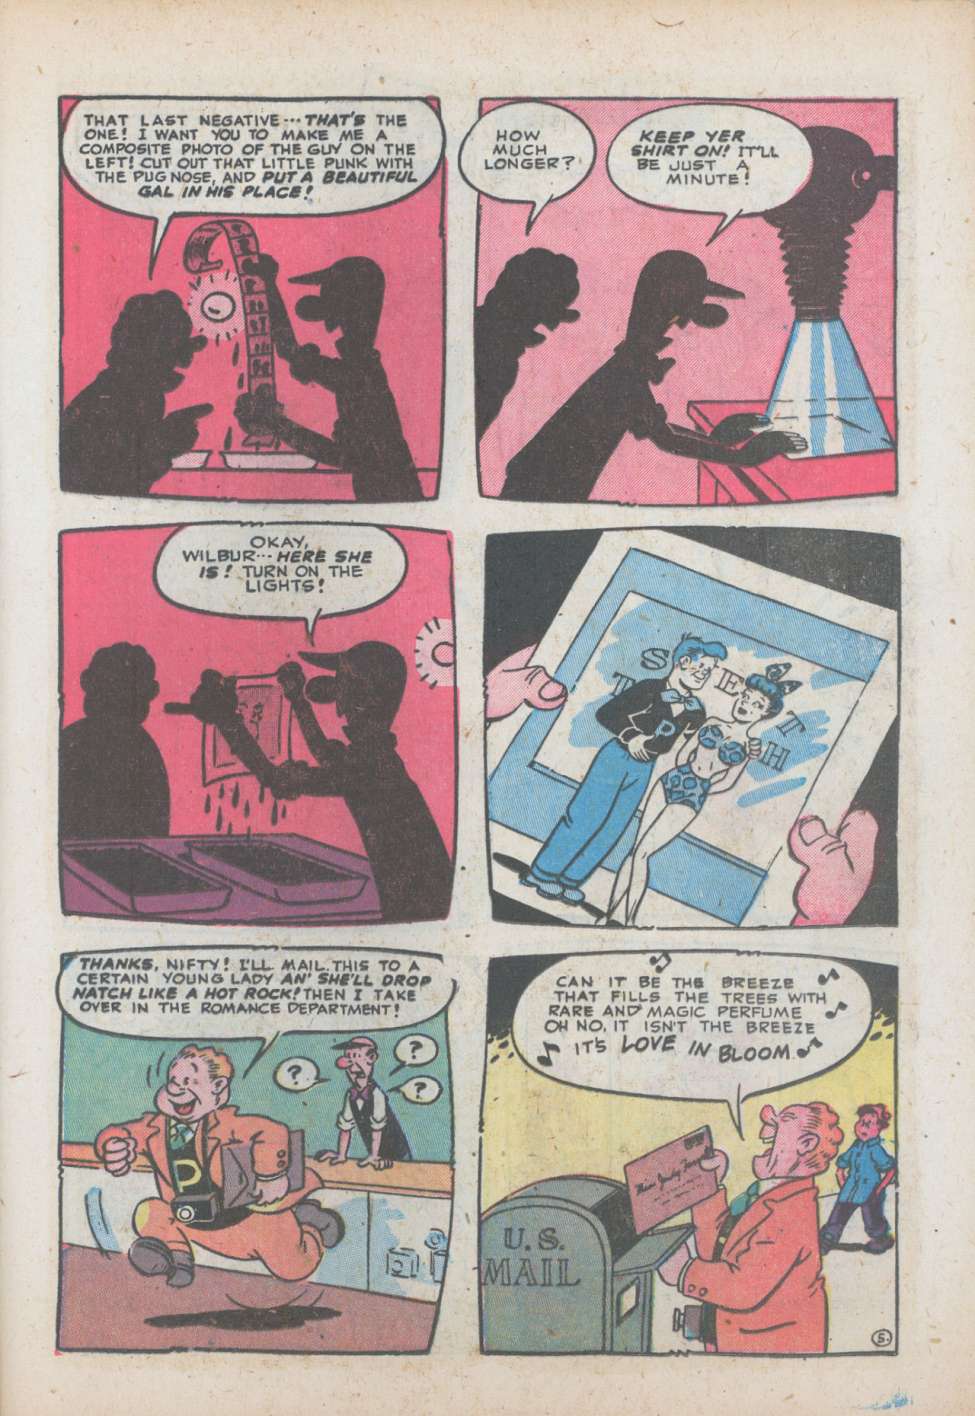 THAT LAST NEGATIVE--- THAT'S THE
ONE! I WANT YOU TO MAKE ME A
COMPOSITE PHOTO OF THE GUY ON THE
LEFT! CUT OUT THAT LITTLE PUNK WITH
THE PUG NOSE, AND PUT A BEAUTIFUL
GAL IN HIS PLACE!
HOW
MUCH
LONGER?
KEEP YER
SHIRT ON! IT'LL
BE JUST A
MINUTE!
OKAY,
WILBUR--- HERE SHE
IS! TURN ON THE
LIGHTS!
S E T
T H
P
THANKS, NIFTY! I'LL MAIL THIS TO A
CERTAIN YOUNG LADY AN' SHE'LL DROP
NATCH LIKE A HOT ROCK! THEN I TAKE
OVER IN THE ROMANCE DEPARTMENT!
?
?
?
P
CAN IT BE THE BREEZE
THAT FILLS THE TREES WITH
RARE AND MAGIC PERFUME
OH NO, IT ISN'T THE BREEZE
IT'S LOVE IN BLOOM
Miss Judy
U.S.
MAIL
5.